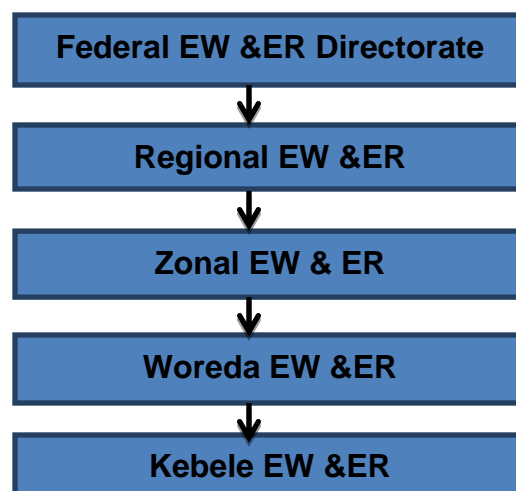 Federal EW &ER Directorate
Regional EW &ER
Zonal EW & ER
Woreda EW &ER
Kebele EW &ER